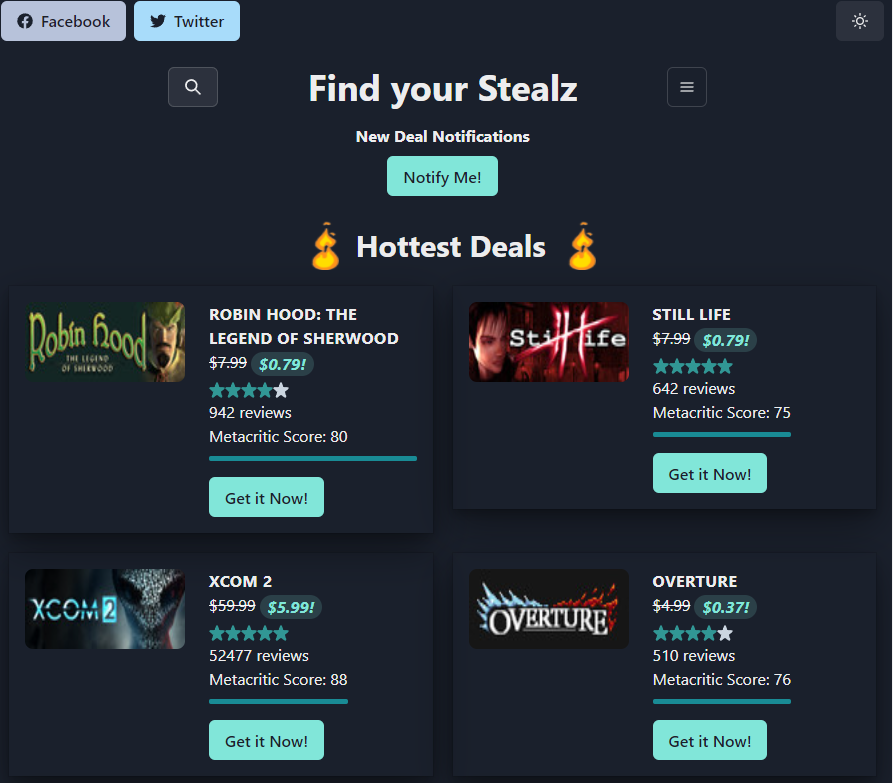 Facebook
Twitter
Find your Stealz
New Deal Notifications
Notify Me!
Hottest Deals
Robin Hood
THE LEGEND
OF SHERWOOD
ROBIN HOOD: THE
LEGEND OF SHERWOOD
$7.99 $0.79!
942 reviews
Metacritic Score: 80
Get it Now!
Still Life
STILL LIFE
$7.99 $0.79!
642 reviews
Metacritic Score: 75
Get it Now!
XCOM 2
XCOM 2
$59.99 $5.99!
52477 reviews
Metacritic Score: 88
Get it Now!
OVERTURE
OVERTURE
$4.99 $0.37!
510 reviews
Metacritic Score: 76
Get it Now!